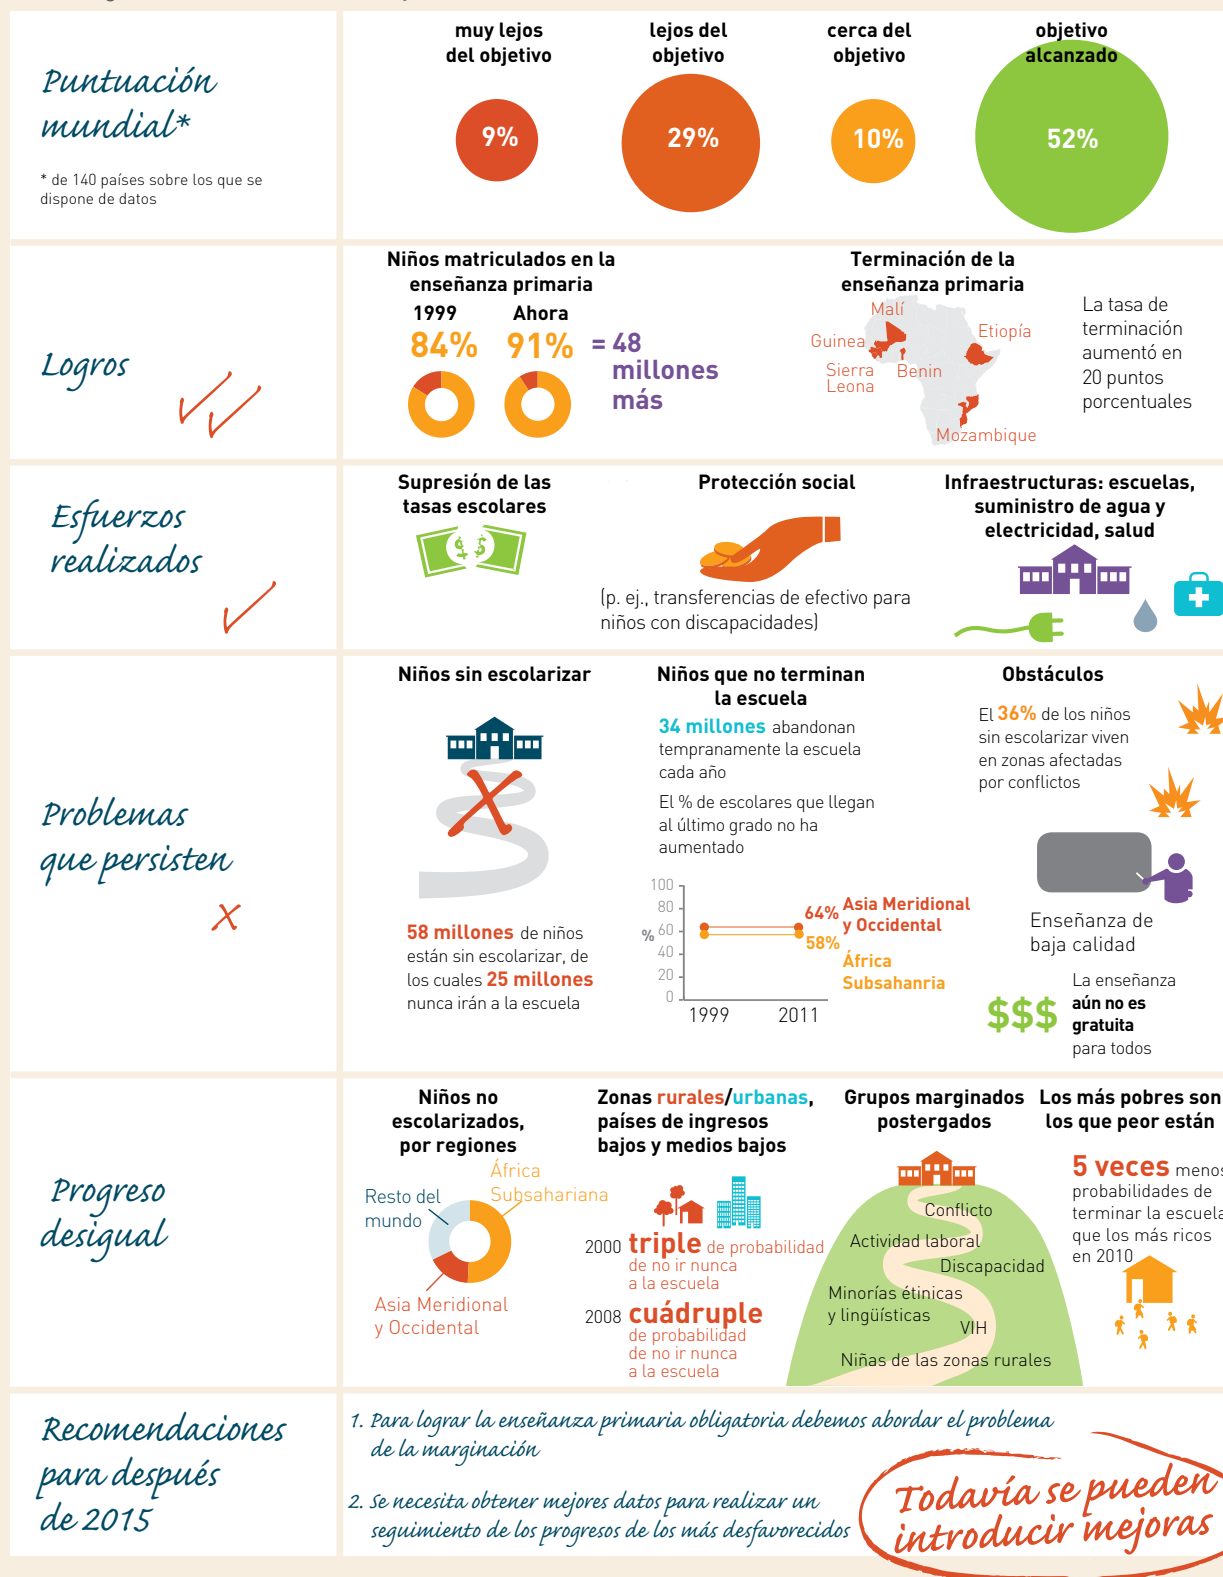 Puntuación
mundial*
* de 140 países sobre los que se
dispone de datos
muy lejos
del objetivo
9%
lejos del
objetivo
29%
cerca del
objetivo
10%
objetivo
alcanzado
52%
Logros
Niños matriculados en la
enseñanza primaria
1999
84%
Ahora
91%
= 48
millones
más
Terminación de la
enseñanza primaria
Malí
Guinea
Etiopía
Sierra
Leona
Benin
Mozambique
La tasa de
terminación
aumentó en
20 puntos
porcentuales
Esfuerzos
realizados
Supresión de las
tasas escolares
$ $
Protección social
(p. ej., transferencias de efectivo para
niños con discapacidades)
Infraestructuras: escuelas,
suministro de agua y
electricidad, salud
Problemas
que persisten
Niños sin escolarizar
58 millones de niños
están sin escolarizar, de
los cuales 25 millones
nunca irán a la escuela
Niños que no terminan
la escuela
34 millones abandonan
tempranamente la escuela
cada año
El % de escolares que llegan
al último grado no ha
aumentado
100
80
60
40
20
0
%
1999
2011
64% Asia Meridional
y Occidental
58%
África
Subsahanria
Obstáculos
El 36% de los niños
sin escolarizar viven
en zonas afectadas
por conflictos
Enseñanza de
baja calidad
$$$
La enseñanza
aún no es
gratuita
para todos
Progreso
desigual
Niños no
escolarizados,
por regiones
África
Subsahariana
Resto del
mundo
Asia Meridional
y Occidental
Zonas rurales/urbanas,
países de ingresos
bajos y medios bajos
2000 triple de probabilidad
de no ir nunca
a la escuela
2008 cuádruple
de probabilidad
de no ir nunca
a la escuela
Grupos marginados
postergados
Conflicto
Actividad laboral
Discapacidad
Minorías étinicas
y lingüísticas
VIH
Niñas de las zonas rurales
Los más pobres son
los que peor están
5 veces menos
probabilidades de
terminar la escuela
que los más ricos
en 2010
Recomendaciones
para después
de 2015
1. Para lograr la enseñanza primaria obligatoria debemos abordar el problema
de la marginación
2. Se necesita obtener mejores datos para realizar un
seguimiento de los progresos de los más desfavorecidos
Todavía se pueden
introducir mejoras